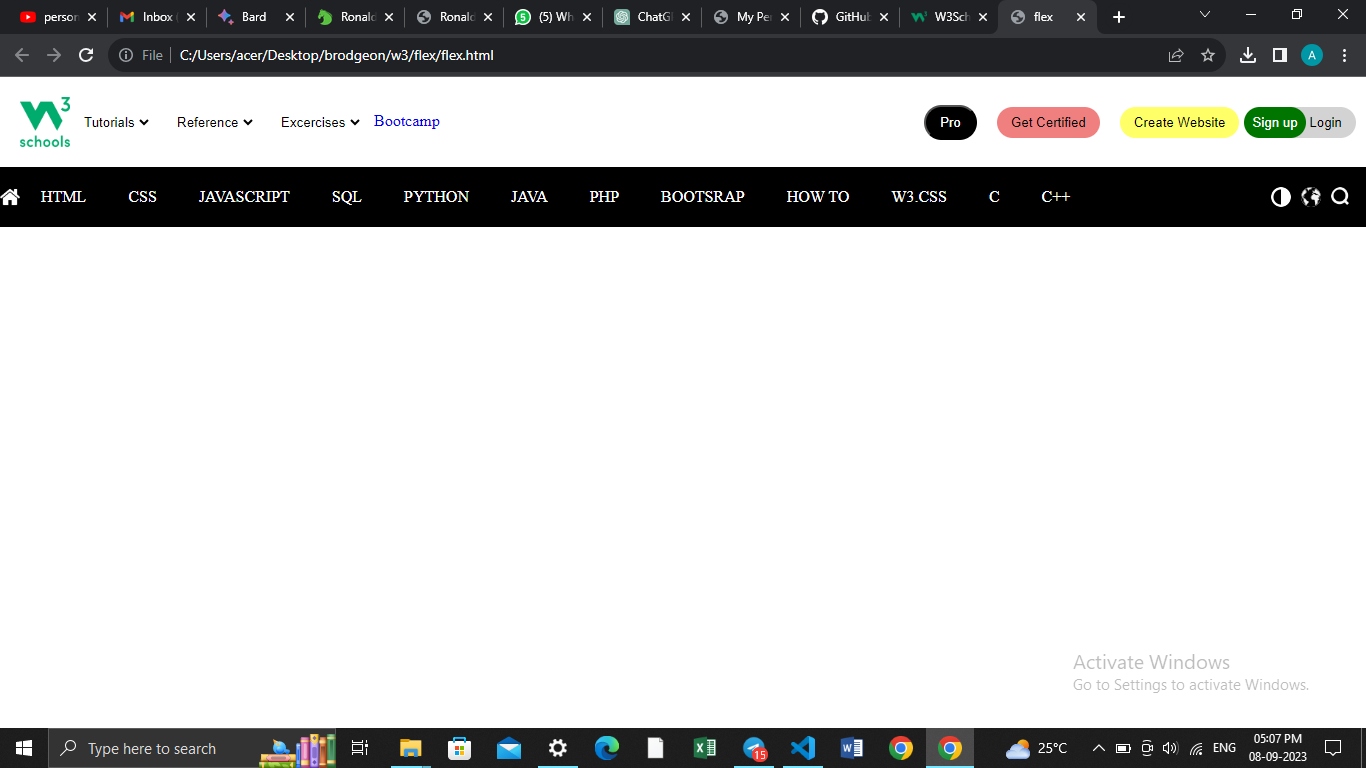 person Inbox ( Bard Ronald Ronald (5) Wh ChatG My Per GitHub W3Sch flex
File C:/Users/acer/Desktop/brodgeon/w3/flex/flex.html A
3
schools Tutorials Reference Excercises Bootcamp Pro Get Certified Create Website Sign up Login
HTML CSS JAVASCRIPT SQL PYTHON JAVA PHP BOOTSRAP HOW TO W3.CSS C C++
Activate Windows
Go to Settings to activate Windows.
Type here to search 15 25°C ENG 05:07 PM
08-09-2023